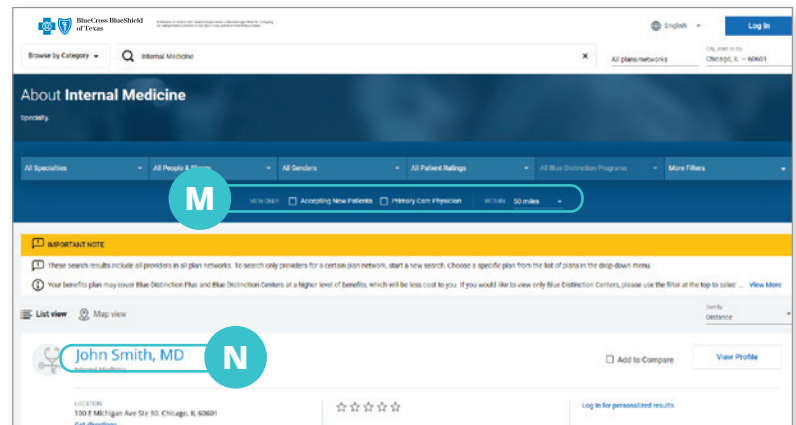 BlueCross BlueShield
of Texas
English
Log In
Browse by Category
Internal Medicine
All plans/networks
City, state or zip
Chicago, IL – 60601
About Internal Medicine
Specialty.
All Specialties
All People &
All Genders
All Patient Ratings
All Blue Distinction Programs
More Filters
M
VIEW ONLY
Accepting New Patients
Primary Care Physician
WITHIN
50 miles
IMPORTANT NOTE
These search results include all providers in all plan networks. To search only providers for a certain plan network, start a new search. Choose a specific plan from the list of plans in the drop-down menu.
Your benefits plan may cover Blue Distinction Plus and Blue Distinction Centers at a higher level of benefits, which will be less cost to you. If you would like to view only Blue Distinction Centers, please use the filter at the top to selec ... View More
List view
Map view
Sort By
Distance
John Smith, MD
N
Internal Medicine
Add to Compare
View Profile
LOCATION
100 E Michigan Ave Ste 30, Chicago, IL 60601
Get directions
Log in for personalized results